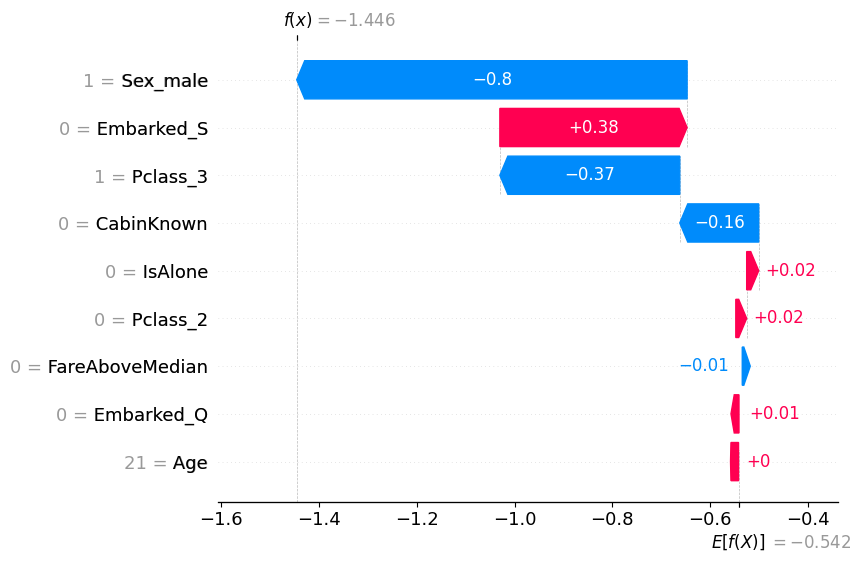 f(x) = −1.446
1 = Sex_male −0.8
0 = Embarked_S +0.38
1 = Pclass_3 −0.37
0 = CabinKnown −0.16
0 = IsAlone +0.02
0 = Pclass_2 +0.02
0 = FareAboveMedian −0.01
0 = Embarked_Q +0.01
21 = Age +0
−1.6 −1.4 −1.2 −1.0 −0.8 −0.6 −0.4
E[f(X)] = −0.542